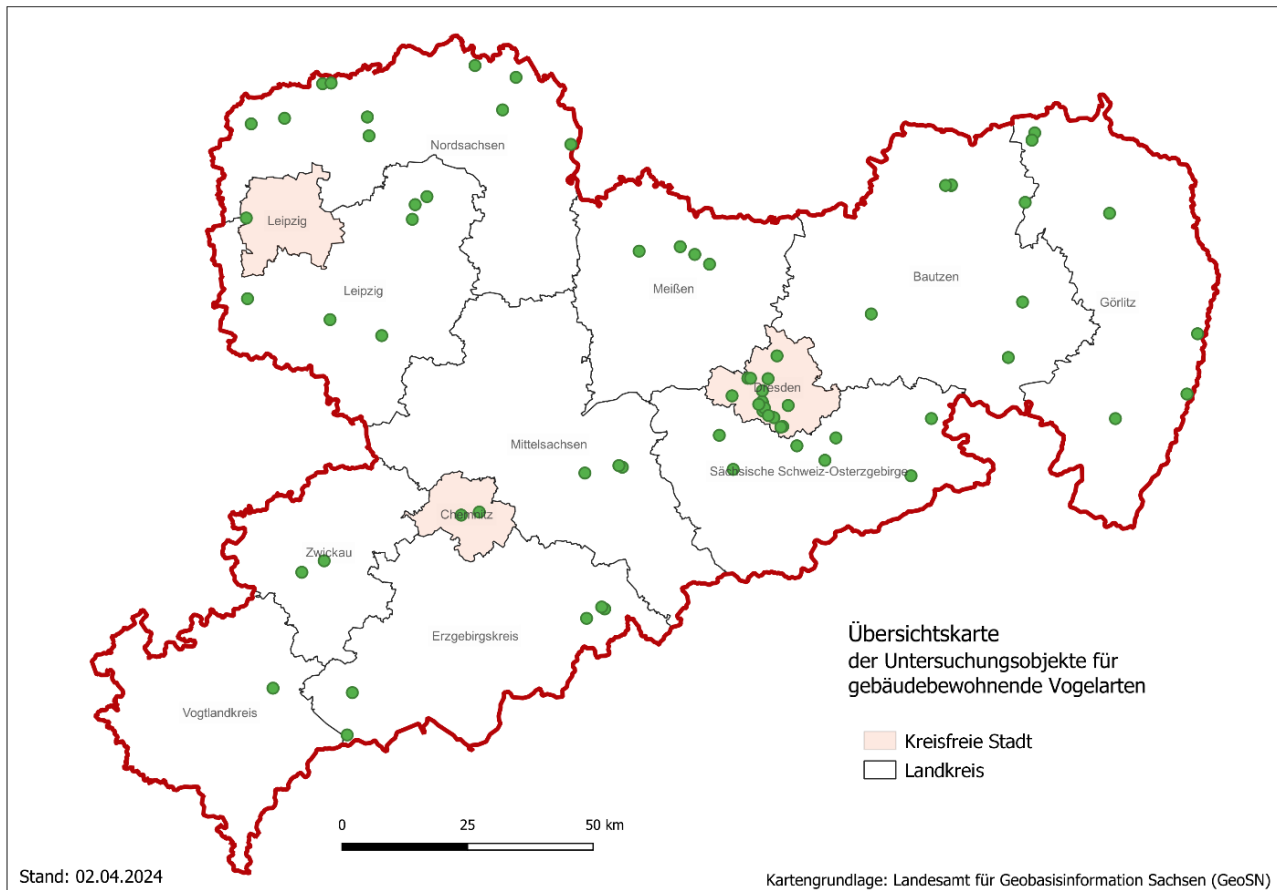 Nordsachsen
Leipzig
Leipzig
Meißen
Bautzen
Görlitz
Dresden
Mittelsachsen
Sächsische Schweiz-Osterzgebirge
Chemnitz
Zwickau
Erzgebirgskreis
Vogtlandkreis
Übersichtskarte
der Untersuchungsobjekte für
gebäudebewohnende Vogelarten
Kreisfreie Stadt
Landkreis
0 25 50 km
Stand: 02.04.2024
Kartengrundlage: Landesamt für Geobasisinformation Sachsen (GeoSN)